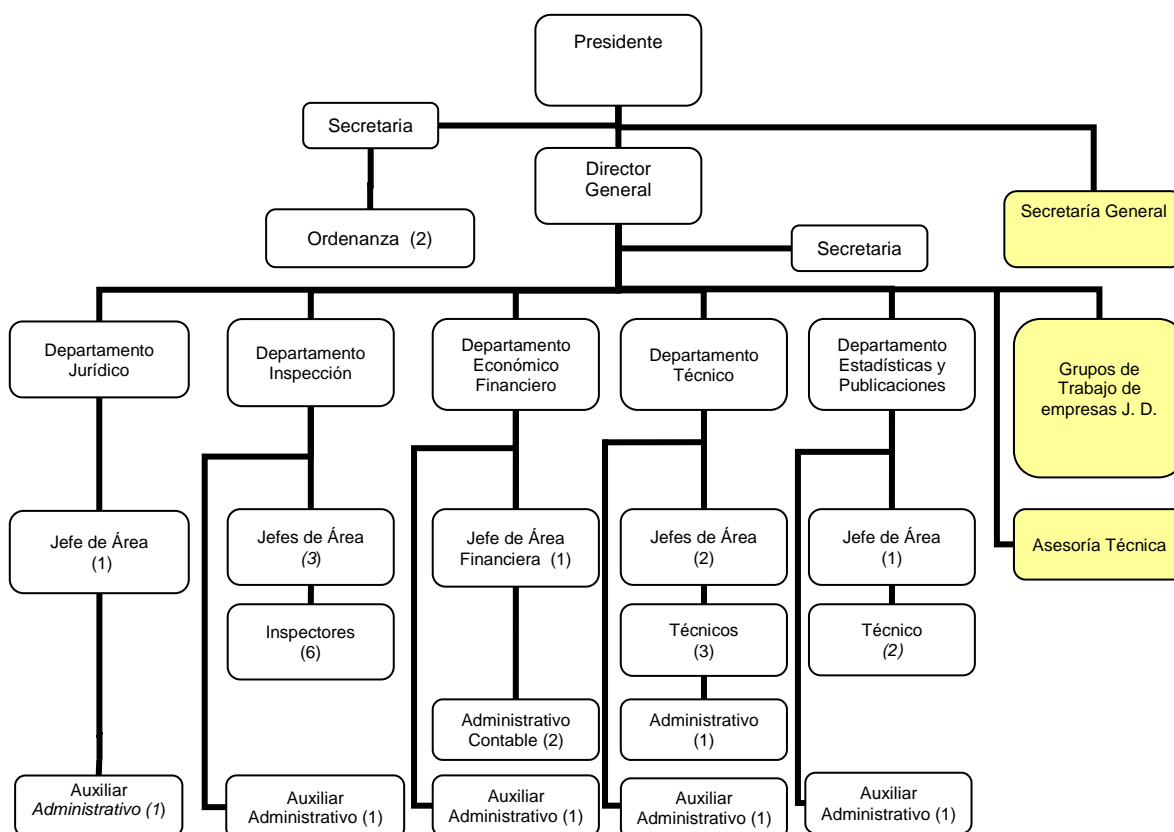 Presidente
Secretaria
Director
General
Secretaría General
Ordenanza (2)
Secretaria
Departamento
Jurídico
Departamento
Inspección
Departamento
Económico
Financiero
Departamento
Técnico
Departamento
Estadísticas y
Publicaciones
Grupos de
Trabajo de
empresas J. D.
Jefe de Área
(1)
Jefes de Área
(3)
Jefe de Área
Financiera (1)
Jefes de Área
(2)
Jefe de Área
(1)
Asesoría Técnica
Inspectores
(6)
Técnicos
(3)
Técnico
(2)
Administrativo
Contable (2)
Administrativo
(1)
Auxiliar
Administrativo (1)
Auxiliar
Administrativo (1)
Auxiliar
Administrativo (1)
Auxiliar
Administrativo (1)
Auxiliar
Administrativo (1)